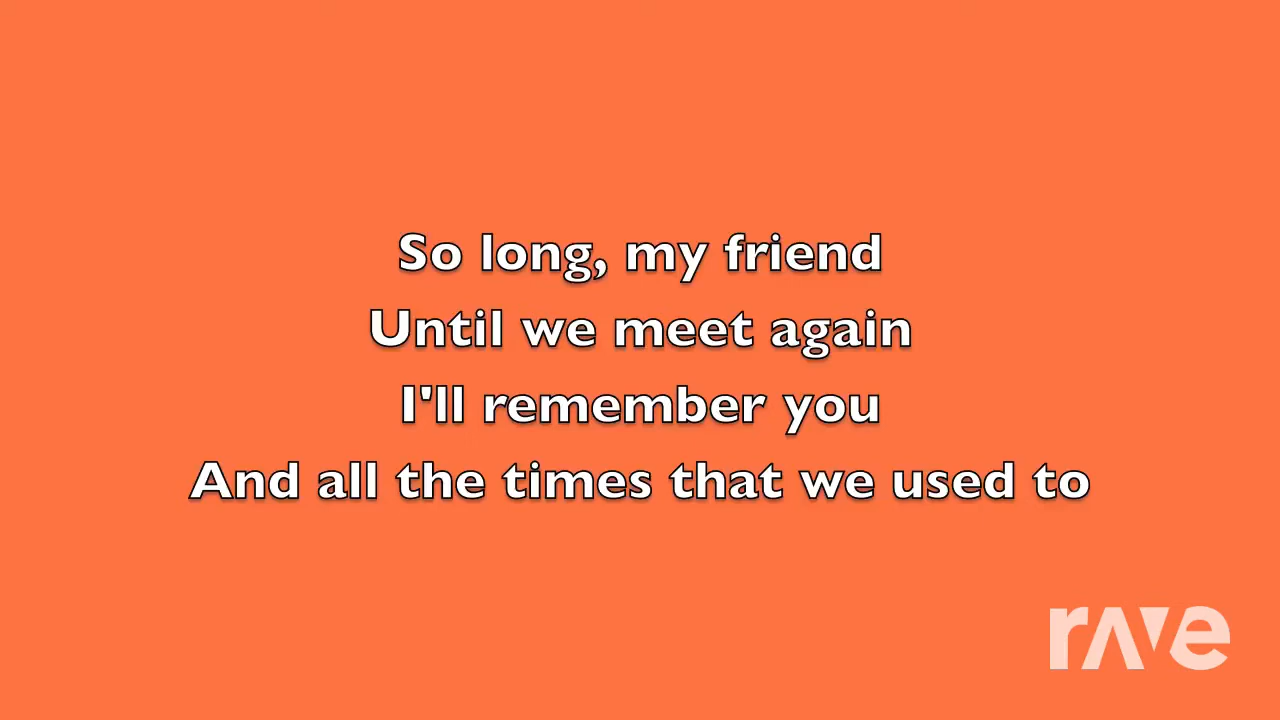 So long, my friend
Until we meet again
I'll remember you
And all the times that we used to
rave